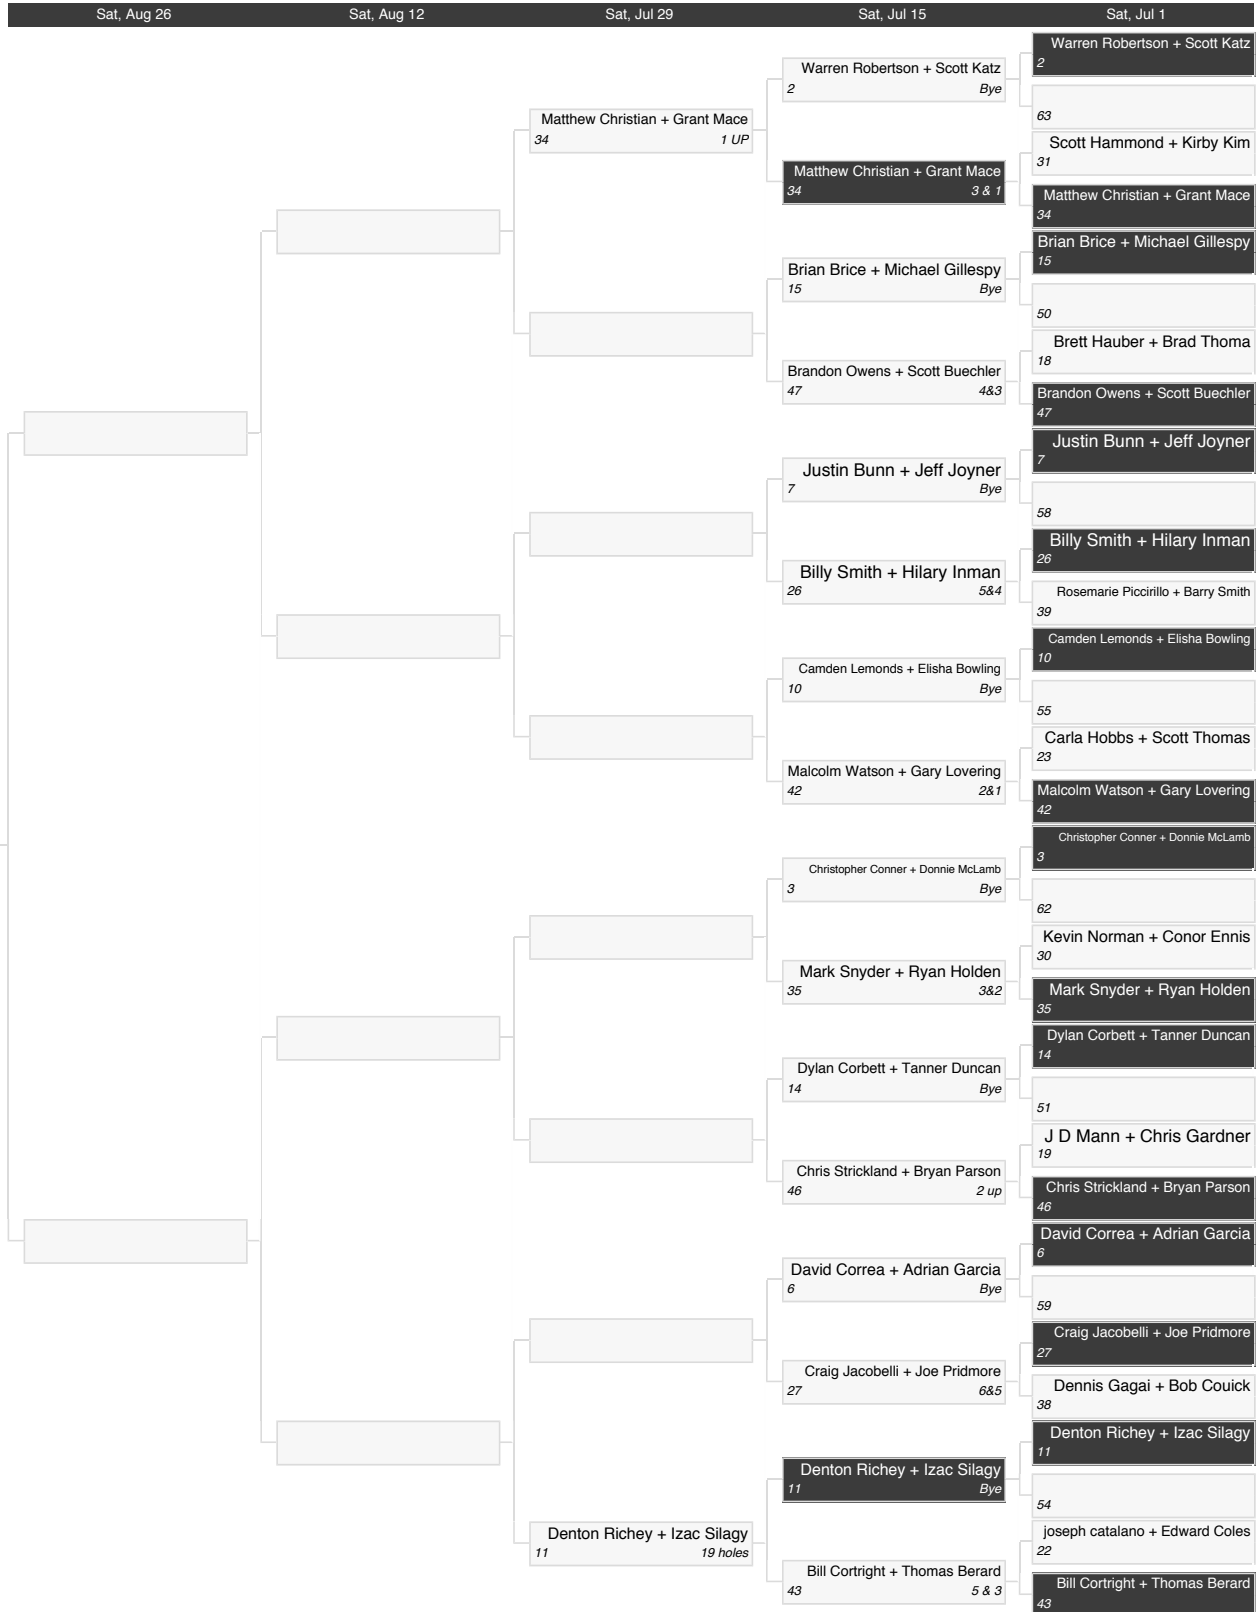 Sat, Aug 26 Sat, Aug 12 Sat, Jul 29 Sat, Jul 15 Sat, Jul 1
Warren Robertson + Scott Katz
2
63
Scott Hammond + Kirby Kim
31
Matthew Christian + Grant Mace
34
Brian Brice + Michael Gillespy
15
50
Brett Hauber + Brad Thoma
18
Brandon Owens + Scott Buechler
47
Justin Bunn + Jeff Joyner
7
58
Billy Smith + Hilary Inman
26
Rosemarie Piccirillo + Barry Smith
39
Camden Lemonds + Elisha Bowling
10
55
Carla Hobbs + Scott Thomas
23
Malcolm Watson + Gary Lovering
42
Christopher Conner + Donnie McLamb
3
62
Kevin Norman + Conor Ennis
30
Mark Snyder + Ryan Holden
35
Dylan Corbett + Tanner Duncan
14
51
J D Mann + Chris Gardner
19
Chris Strickland + Bryan Parson
46
David Correa + Adrian Garcia
6
59
Craig Jacobelli + Joe Pridmore
27
Dennis Gagai + Bob Couick
38
Denton Richey + Izac Silagy
11
54
joseph catalano + Edward Coles
22
Bill Cortright + Thomas Berard
43
Warren Robertson + Scott Katz
2 Bye
Matthew Christian + Grant Mace
34 3 & 1
Brian Brice + Michael Gillespy
15 Bye
Brandon Owens + Scott Buechler
47 4&3
Justin Bunn + Jeff Joyner
7 Bye
Billy Smith + Hilary Inman
26 5&4
Camden Lemonds + Elisha Bowling
10 Bye
Malcolm Watson + Gary Lovering
42 2&1
Christopher Conner + Donnie McLamb
3 Bye
Mark Snyder + Ryan Holden
35 3&2
Dylan Corbett + Tanner Duncan
14 Bye
Chris Strickland + Bryan Parson
46 2 up
David Correa + Adrian Garcia
6 Bye
Craig Jacobelli + Joe Pridmore
27 6&5
Denton Richey + Izac Silagy
11 Bye
Bill Cortright + Thomas Berard
43 5 & 3
Matthew Christian + Grant Mace
34 1 UP
Denton Richey + Izac Silagy
11 19 holes